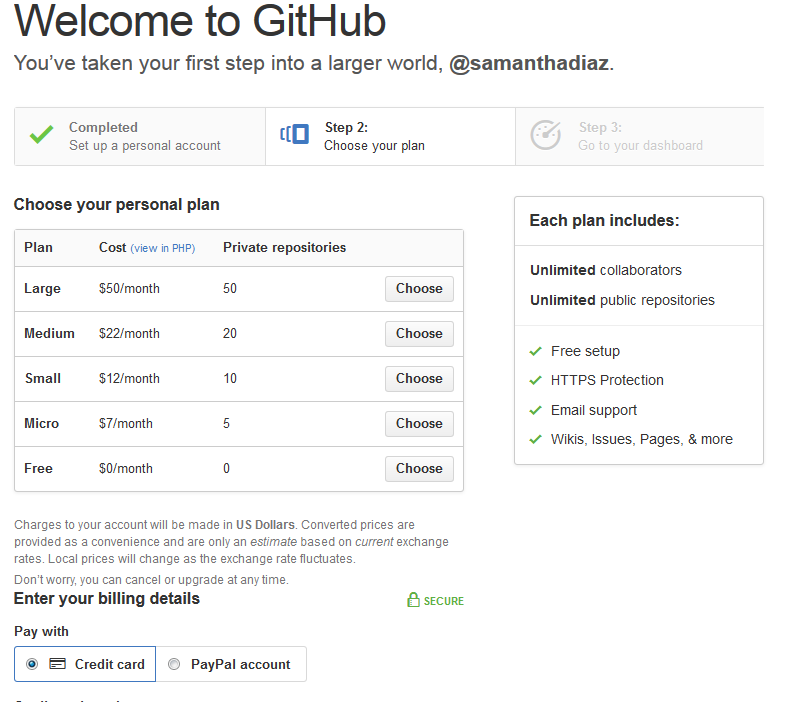 Welcome to GitHub
You've taken your first step into a larger world, @samanthadiaz.
Completed
Set up a personal account
Step 2:
Choose your plan
Step 3:
Go to your dashboard
Choose your personal plan
Plan Cost (view in PHP) Private repositories
Large $50/month 50 Choose
Medium $22/month 20 Choose
Small $12/month 10 Choose
Micro $7/month 5 Choose
Free $0/month 0 Choose
Charges to your account will be made in US Dollars. Converted prices are
provided as a convenience and are only an estimate based on current exchange
rates. Local prices will change as the exchange rate fluctuates.
Don't worry, you can cancel or upgrade at any time.
Enter your billing details
SECURE
Pay with
Credit card
PayPal account
Each plan includes:
Unlimited collaborators
Unlimited public repositories
Free setup
HTTPS Protection
Email support
Wikis, Issues, Pages, & more